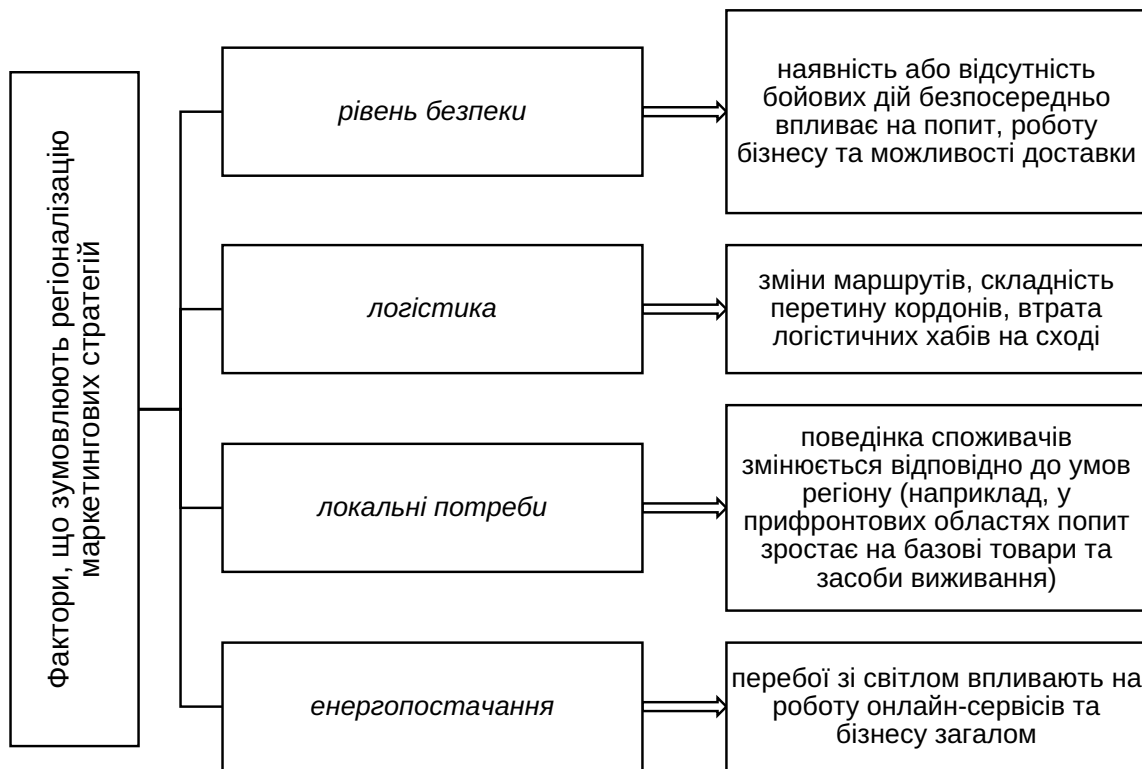 Фактори, що зумовлюють регіоналізацію
маркетингових стратегій
рівень безпеки
наявність або відсутність
бойових дій безпосередньо
впливає на попит, роботу
бізнесу та можливості доставки
логістика
зміни маршрутів, складність
перетину кордонів, втрата
логістичних хабів на сході
локальні потреби
поведінка споживачів
змінюється відповідно до умов
регіону (наприклад, у
прифронтових областях попит
зростає на базові товари та
засоби виживання)
енергопостачання
перебої зі світлом впливають на
роботу онлайн-сервісів та
бізнесу загалом